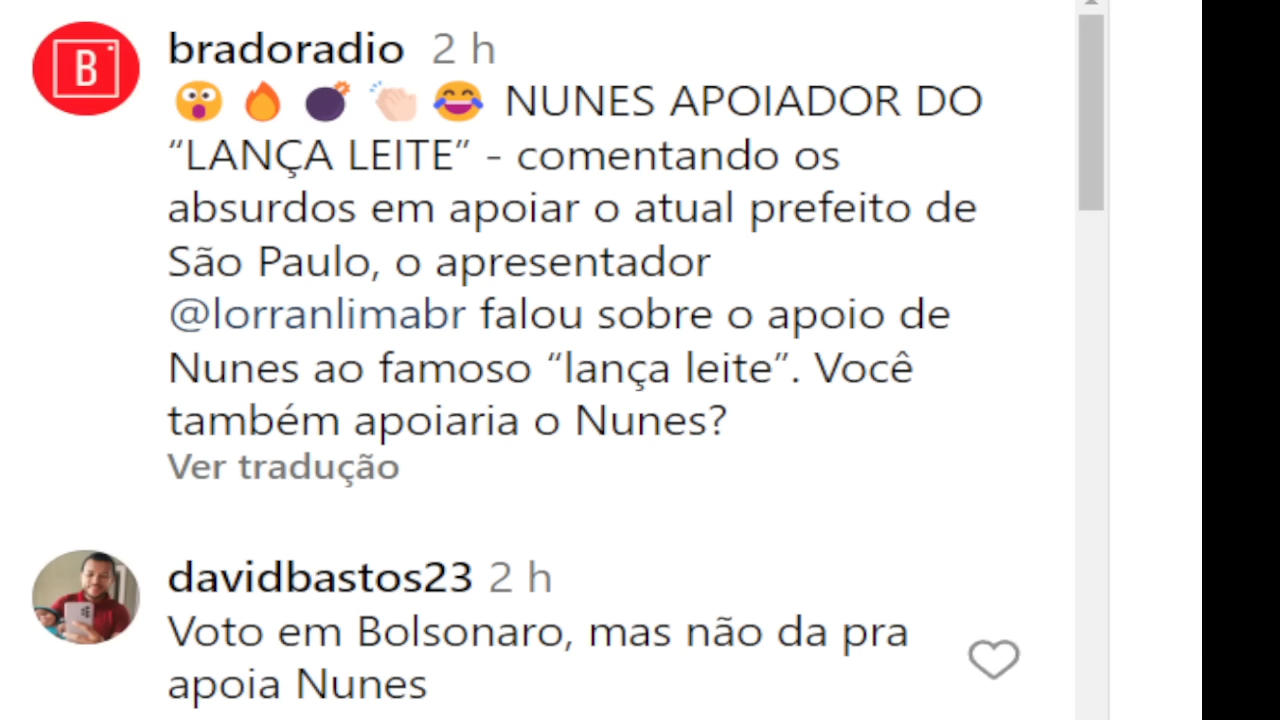 B
bradoradio 2 h
😲🔥💣👏🏻😂 NUNES APOIADOR DO
“LANÇA LEITE” - comentando os
absurdos em apoiar o atual prefeito de
São Paulo, o apresentador
@lorranlimabr falou sobre o apoio de
Nunes ao famoso “lança leite”. Você
também apoiaria o Nunes?
Ver tradução
davidbastos23 2 h
Voto em Bolsonaro, mas não da pra
apoia Nunes